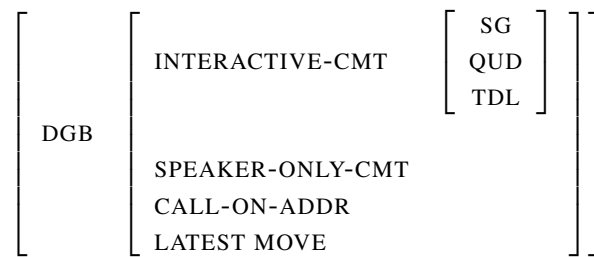 SG
INTERACTIVE-CMT QUD
TDL
DGB
SPEAKER-ONLY-CMT
CALL-ON-ADDR
LATEST MOVE